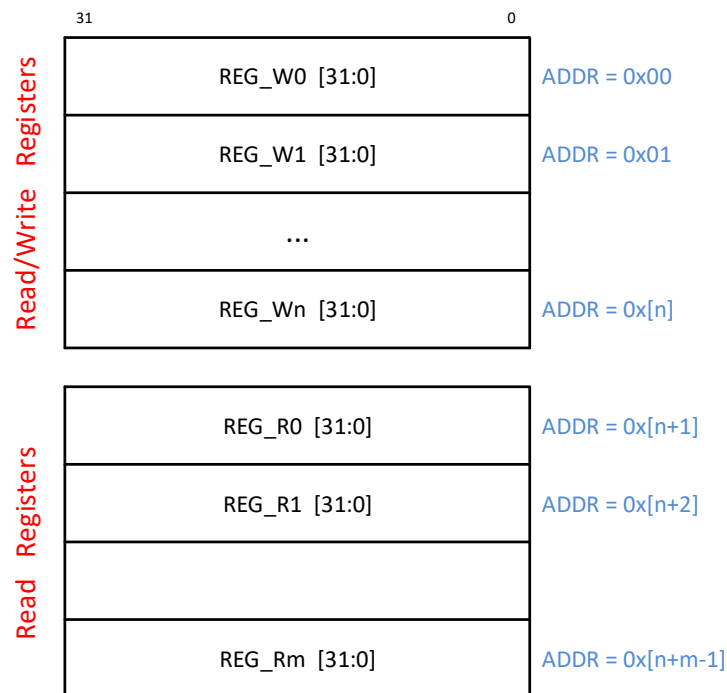 31 0
REG_W0 [31:0] ADDR = 0x00
REG_W1 [31:0] ADDR = 0x01
...
REG_Wn [31:0] ADDR = 0x[n]
Read/Write Registers
REG_R0 [31:0] ADDR = 0x[n+1]
REG_R1 [31:0] ADDR = 0x[n+2]
REG_Rm [31:0] ADDR = 0x[n+m-1]
Read Registers